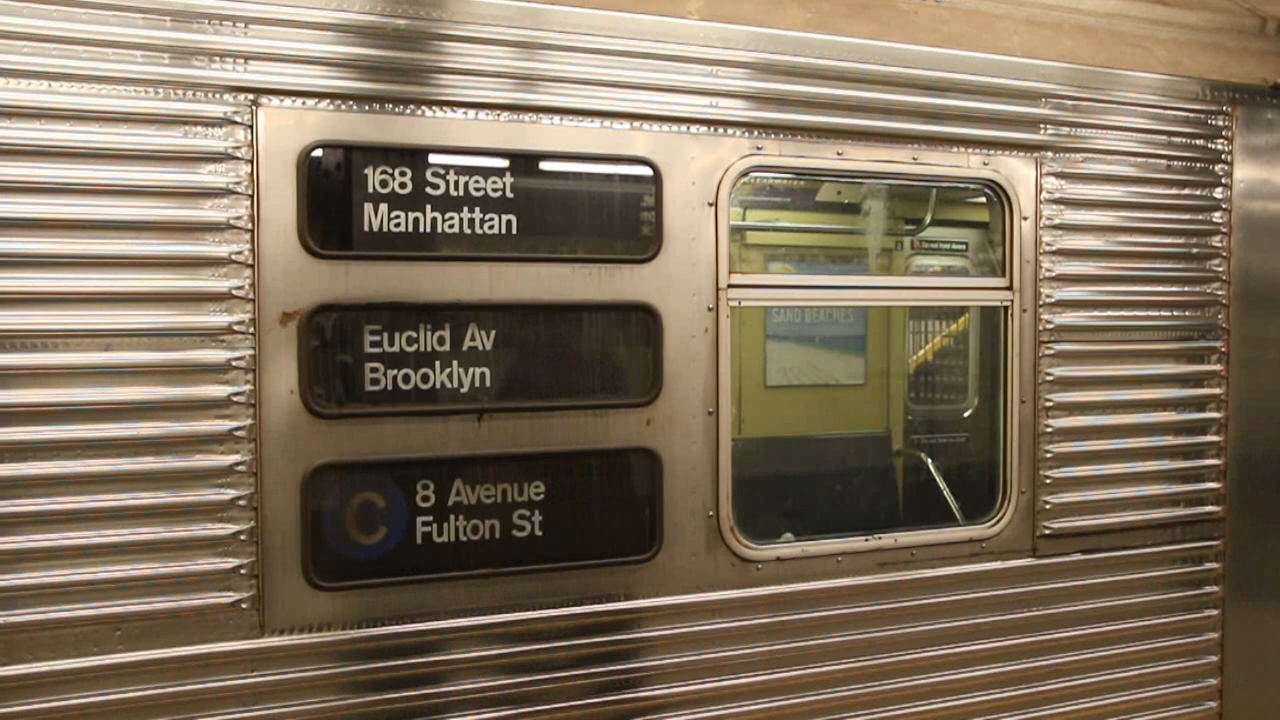 168 Street
Manhattan
Euclid Av
Brooklyn
C
8 Avenue
Fulton St
SAND BEACHES